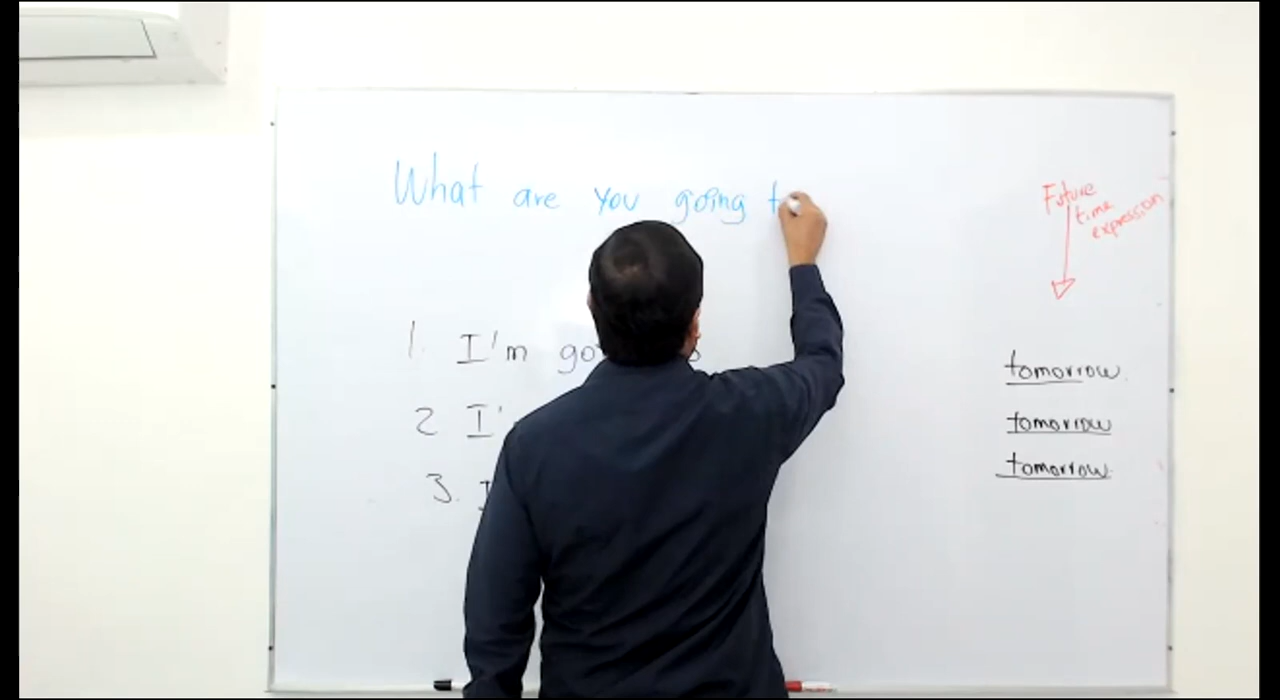 What are you going t
Future
time
expression
1. I'm go
tomorrow.
2 I'
tomorrow
3. I
tomorrow.